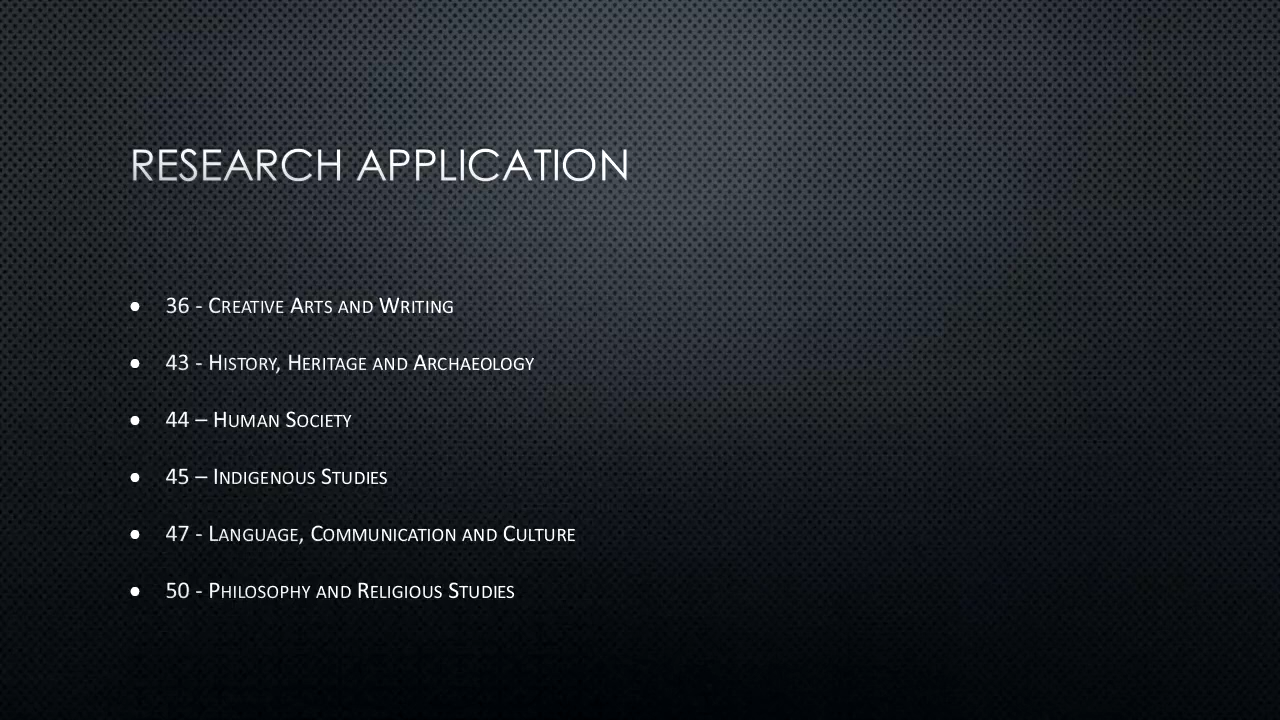 RESEARCH APPLICATION
• 36 - Creative Arts and Writing
• 43 - History, Heritage and Archaeology
• 44 – Human Society
• 45 – Indigenous Studies
• 47 - Language, Communication and Culture
• 50 - Philosophy and Religious Studies